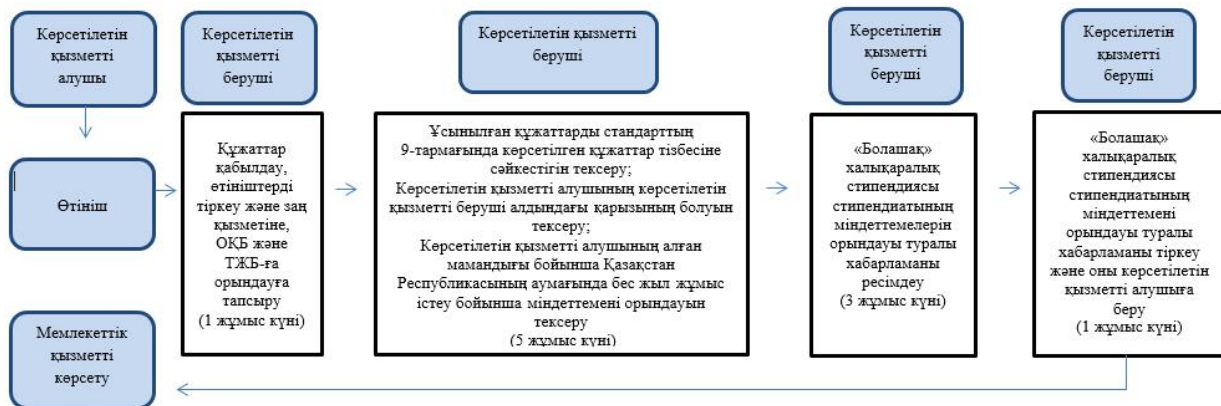 Көрсетілетін
қызметті
алушы
Көрсетілетін
қызметті
беруші
Көрсетілетін қызметті
беруші
Көрсетілетін
қызметті
беруші
Көрсетілетін
қызметті
беруші
Өтініш
Құжаттар
қабылдау,
өтініштерді
тіркеу және заң
қызметіне,
ОҚБ және
ТЖБ-ға
орындауға
тапсыру
(1 жұмыс күні)
Ұсынылған құжаттарды стандарттың
9-тармағында көрсетілген құжаттар тізбесіне
сәйкестігін тексеру;
Көрсетілетін қызметті алушының көрсетілетін
қызметті беруші алдындағы қарызының болуын
тексеру;
Көрсетілетін қызметті алушының алған
мамандығы бойынша Қазақстан
Республикасының аумағында бес жыл жұмыс
істеу бойынша міндеттемені орындауын
тексеру
(5 жұмыс күні)
«Болашақ»
халықаралық
стипендиясы
стипендиатының
міндеттемелерін
орындауы туралы
хабарламаны
ресімдеу
(3 жұмыс күні)
«Болашақ»
халықаралық
стипендиясы
стипендиатының
міндеттемені
орындауы туралы
хабарламаны тіркеу
және оны көрсетілетін
қызметті алушыға
беру
(1 жұмыс күні)
Мемлекеттік
қызметті
көрсету